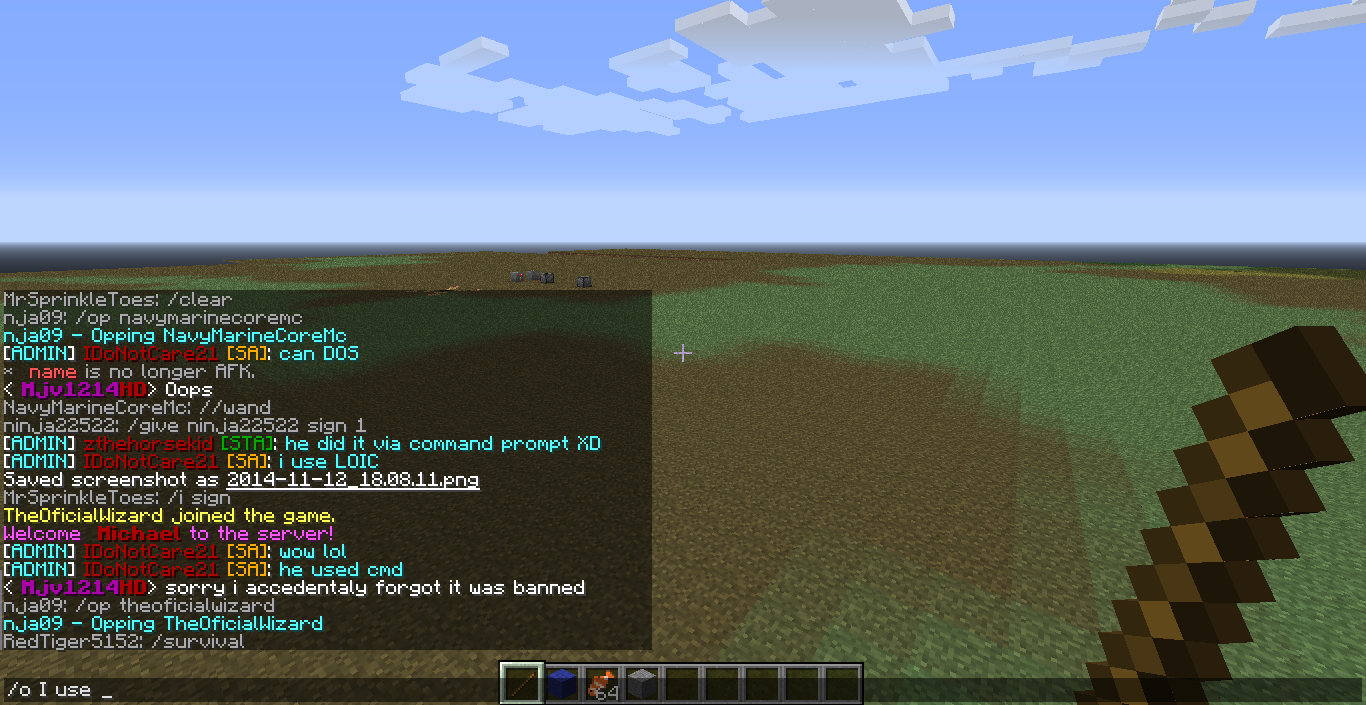 MrSprinkleToes: /clear
nja09: /op navymarinecoremc
nja09 - Opping NavyMarineCoreMc
[ADMIN] IDoNotCare21 [SA]: can DOS
× name is no longer AFK.
< Mjv1214HD> Oops
NavyMarineCoreMc: //wand
ninja22522: /give ninja22522 sign 1
[ADMIN] zthehorsekid [STA]: he did it via command prompt XD
[ADMIN] IDoNotCare21 [SA]: i use LOIC
Saved screenshot as 2014-11-12_18.08.11.png
MrSprinkleToes: /i sign
TheOficialWizard joined the game.
Welcome Michael to the server!
[ADMIN] IDoNotCare21 [SA]: wow lol
[ADMIN] IDoNotCare21 [SA]: he used cmd
< Mjv1214HD> sorry i accedentaly forgot it was banned
nja09: /op theoficialwizard
nja09 - Opping TheOficialWizard
RedTiger5152: /survival
64
/o I use _